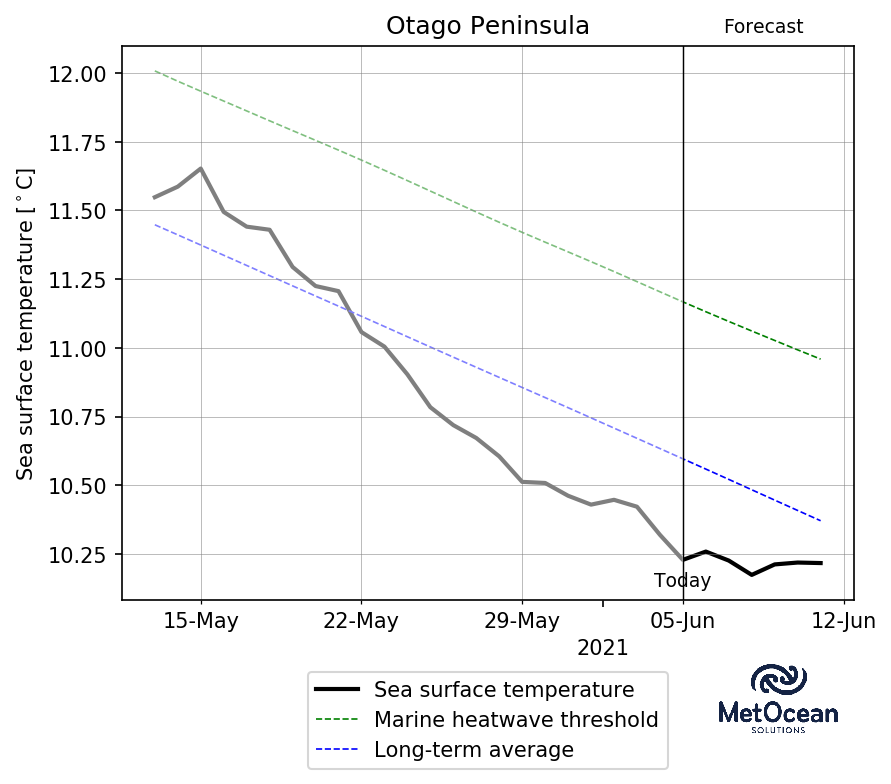 Otago Peninsula
Forecast
Sea surface temperature [°C]
12.00
11.75
11.50
11.25
11.00
10.75
10.50
10.25
Today
15-May
22-May
29-May
05-Jun
12-Jun
2021
Sea surface temperature
Marine heatwave threshold
Long-term average
MetOcean
SOLUTIONS